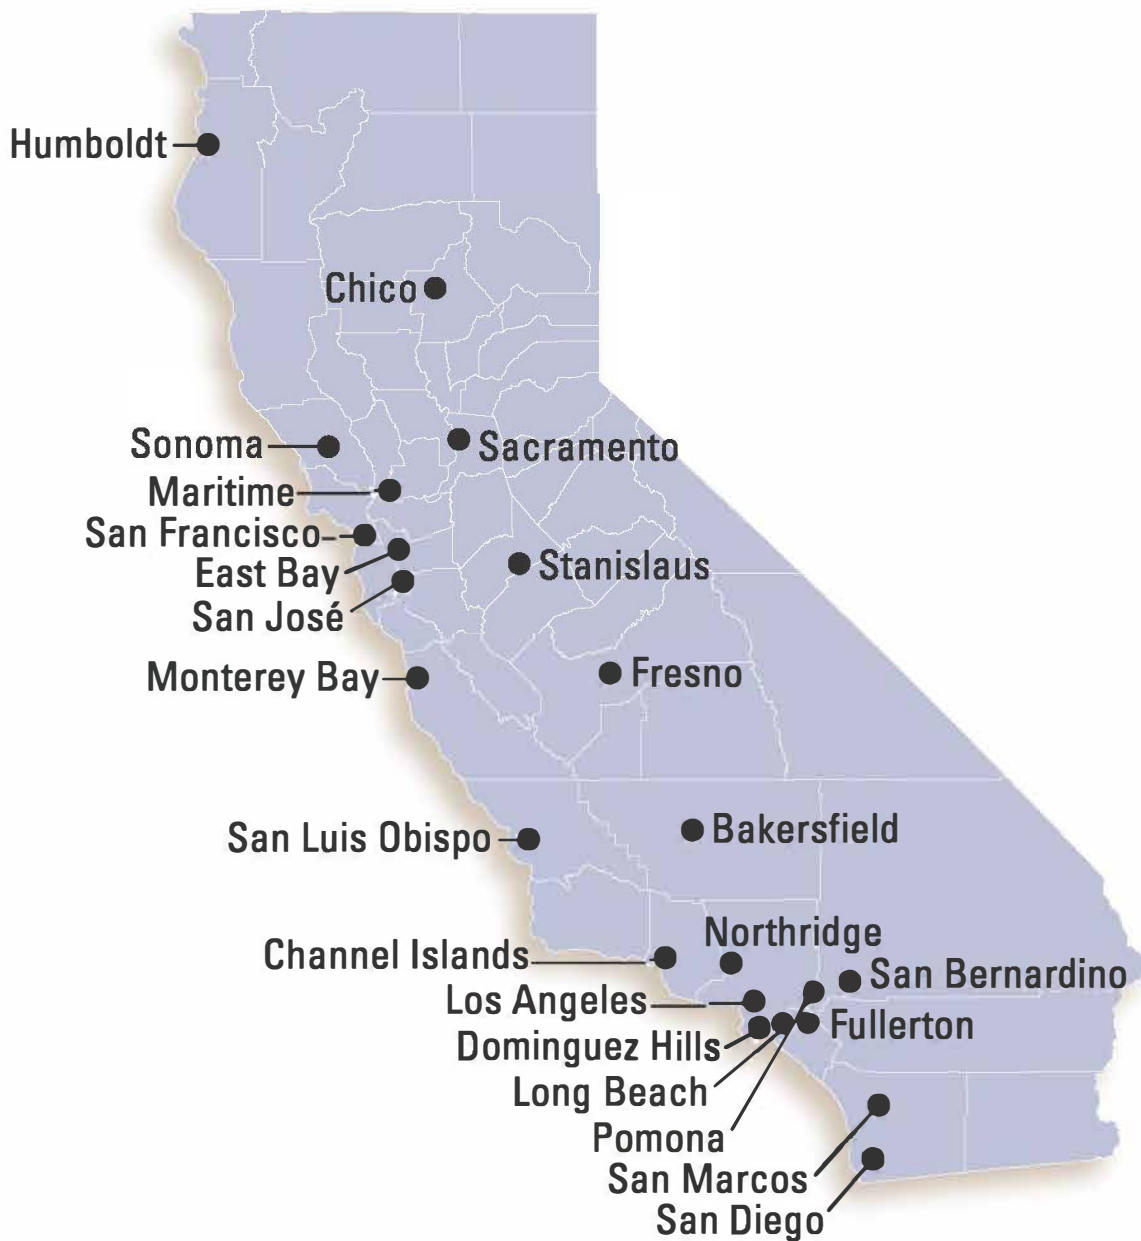 Humboldt
Chico
Sonoma
Sacramento
Maritime
San Francisco
East Bay
Stanislaus
San José
Monterey Bay
Fresno
San Luis Obispo
Bakersfield
Northridge
Channel Islands
San Bernardino
Los Angeles
Fullerton
Dominguez Hills
Long Beach
Pomona
San Marcos
San Diego